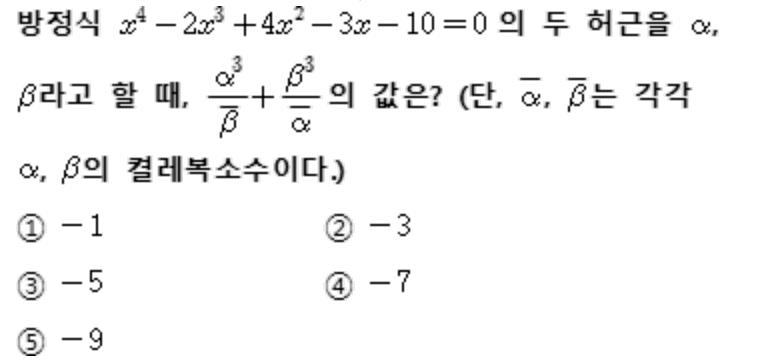 방정식 x⁴ − 2x³ + 4x² − 3x − 10 = 0 의 두 허근을 α,
β라고 할 때, α³/β̅ + β³/α̅ 의 값은? (단, α̅, β̅는 각각
α, β의 켤레복소수이다.)
① −1 ② −3
③ −5 ④ −7
⑤ −9